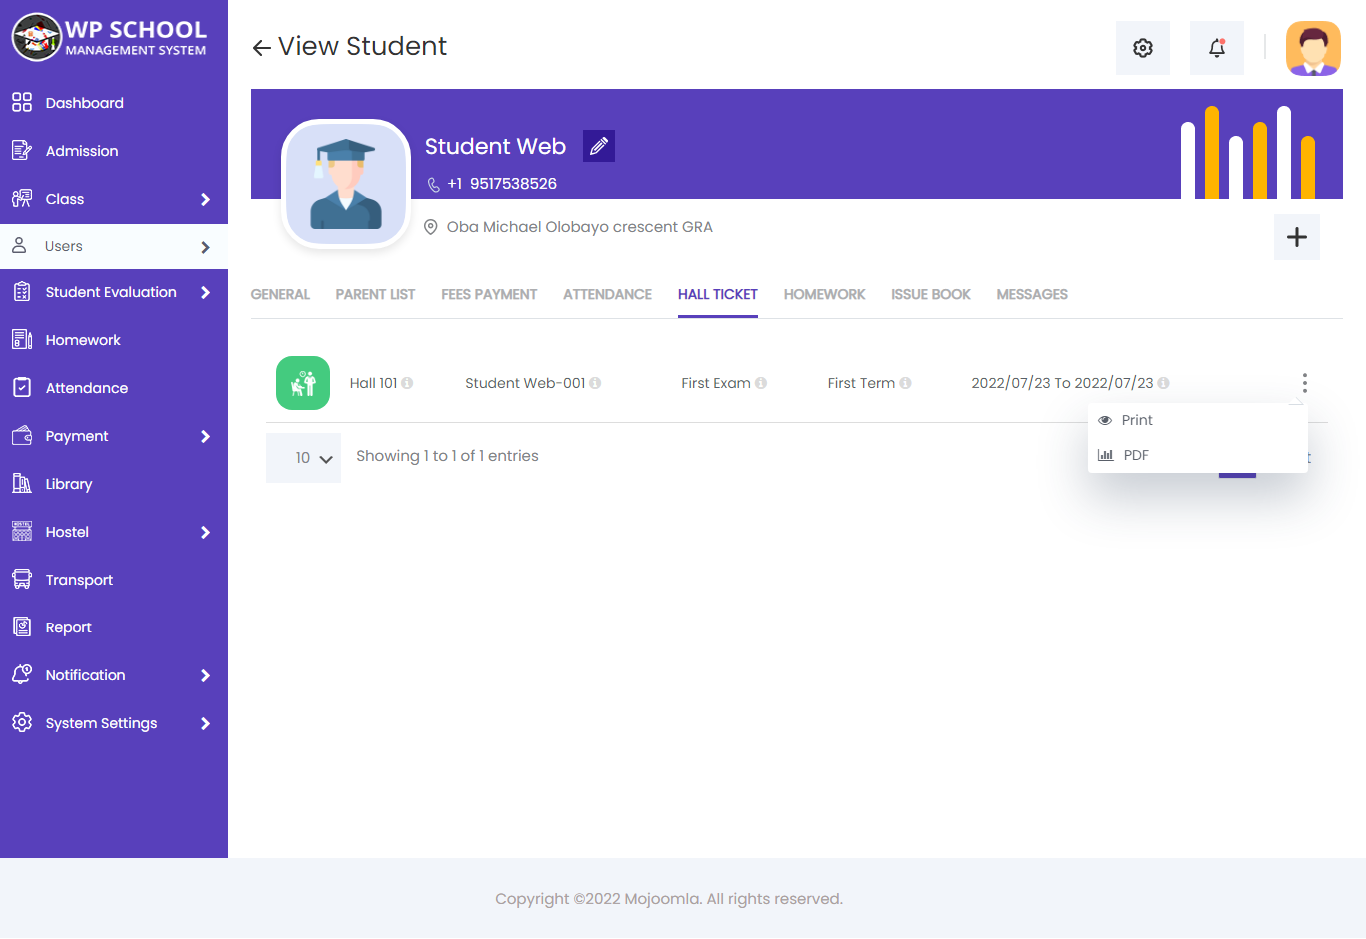 WP SCHOOL
MANAGEMENT SYSTEM
Dashboard
Admission
Class
Users
Student Evaluation
Homework
Attendance
Payment
Library
Hostel
Transport
Report
Notification
System Settings
View Student
Student Web
+1 9517538526
Oba Michael Olobayo crescent GRA
GENERAL PARENT LIST FEES PAYMENT ATTENDANCE HALL TICKET HOMEWORK ISSUE BOOK MESSAGES
Hall 101 Student Web-001 First Exam First Term 2022/07/23 To 2022/07/23
Print
PDF
10 Showing 1 to 1 of 1 entries
Copyright ©2022 Mojoomla. All rights reserved.